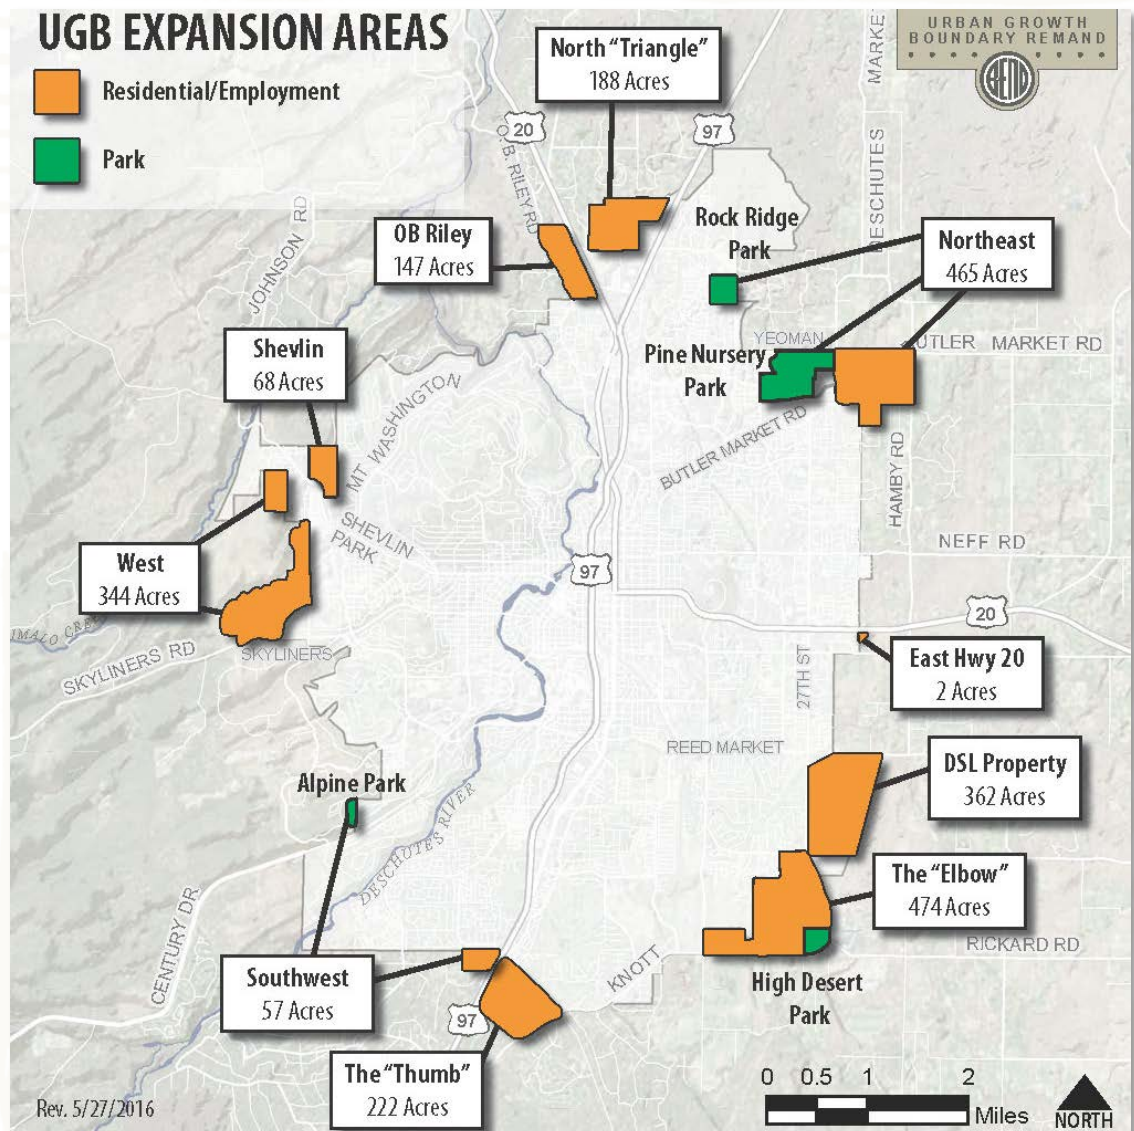 UGB EXPANSION AREAS
Residential/Employment
Park
URBAN GROWTH
BOUNDARY REMAND
BEND
North "Triangle"
188 Acres
20
97
O. B. RILEY RD
DESCHUTES
MARKET
JOHNSON RD
OB Riley
147 Acres
Rock Ridge
Park
Northeast
465 Acres
Shevlin
68 Acres
YEOMAN
BUTLER MARKET RD
Pine Nursery
Park
MT WASHINGTON
BUTLER MARKET RD
HAMBY RD
SHEVLIN
PARK
West
344 Acres
NEFF RD
97
20
SKYLINERS RD
SKYLINERS
East Hwy 20
2 Acres
27TH ST
REED MARKET
DSL Property
362 Acres
Alpine Park
DESCHUTES RIVER
The "Elbow"
474 Acres
CENTURY DR
RICKARD RD
KNOTT
Southwest
57 Acres
High Desert
Park
97
The "Thumb"
222 Acres
Rev. 5/27/2016
0 0.5 1 2
Miles
NORTH